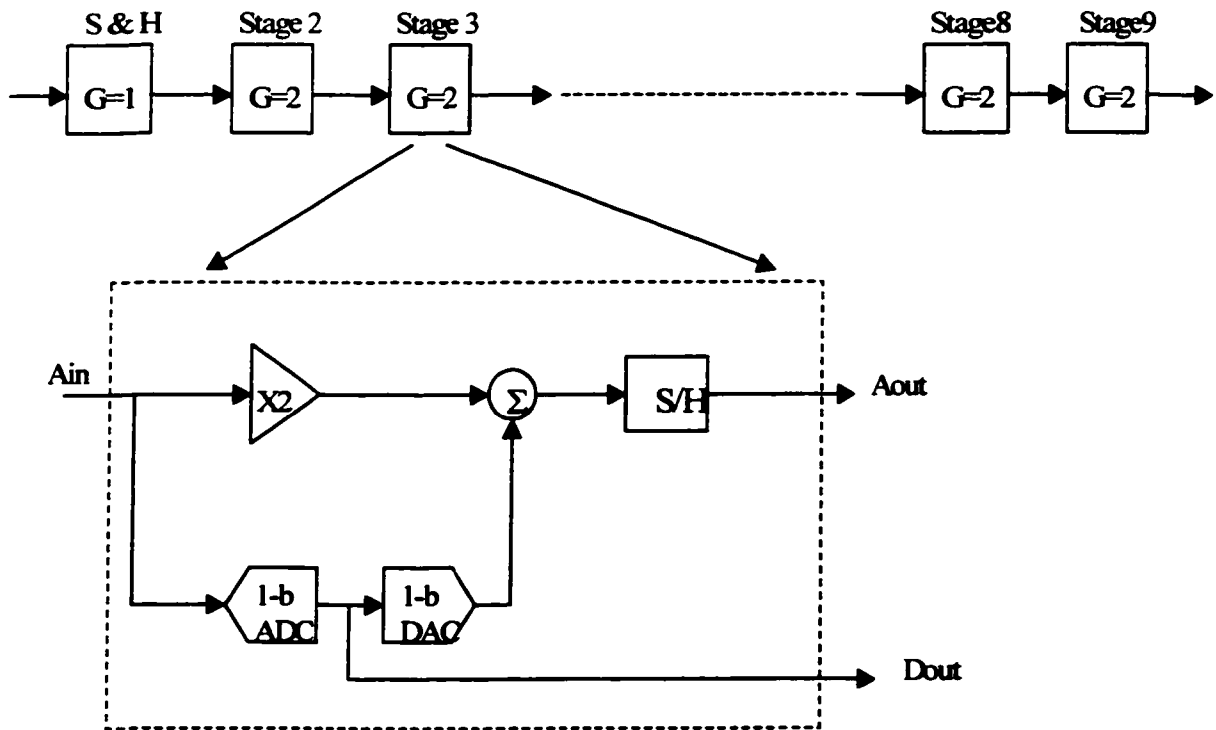 S & H Stage 2 Stage 3 Stage8 Stage9
G=1 G=2 G=2 G=2 G=2
Ain X2 Σ S/H Aout
1-b 1-b
ADC DAC
Dout